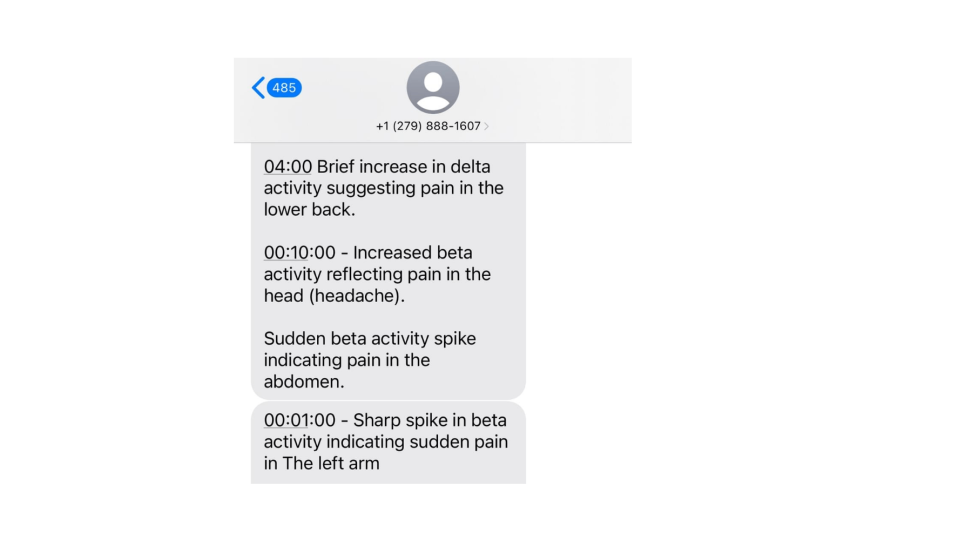 485
+1 (279) 888-1607
04:00 Brief increase in delta
activity suggesting pain in the
lower back.
00:10:00 - Increased beta
activity reflecting pain in the
head (headache).
Sudden beta activity spike
indicating pain in the
abdomen.
00:01:00 - Sharp spike in beta
activity indicating sudden pain
in The left arm